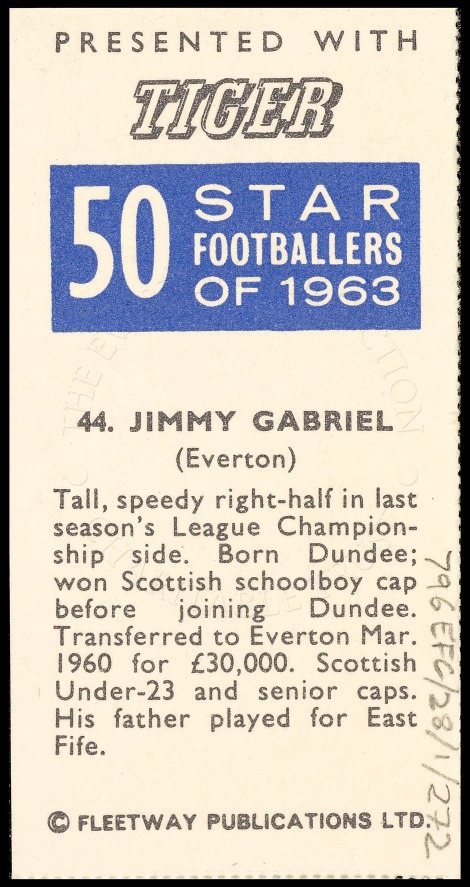 PRESENTED WITH
TIGER
50 STAR
FOOTBALLERS
OF 1963
44. JIMMY GABRIEL
(Everton)
Tall, speedy right-half in last
season's League Champion-
ship side. Born Dundee;
won Scottish schoolboy cap
before joining Dundee.
Transferred to Everton Mar.
1960 for £30,000. Scottish
Under-23 and senior caps.
His father played for East
Fife.
© FLEETWAY PUBLICATIONS LTD.
796 EFC/28/1/272